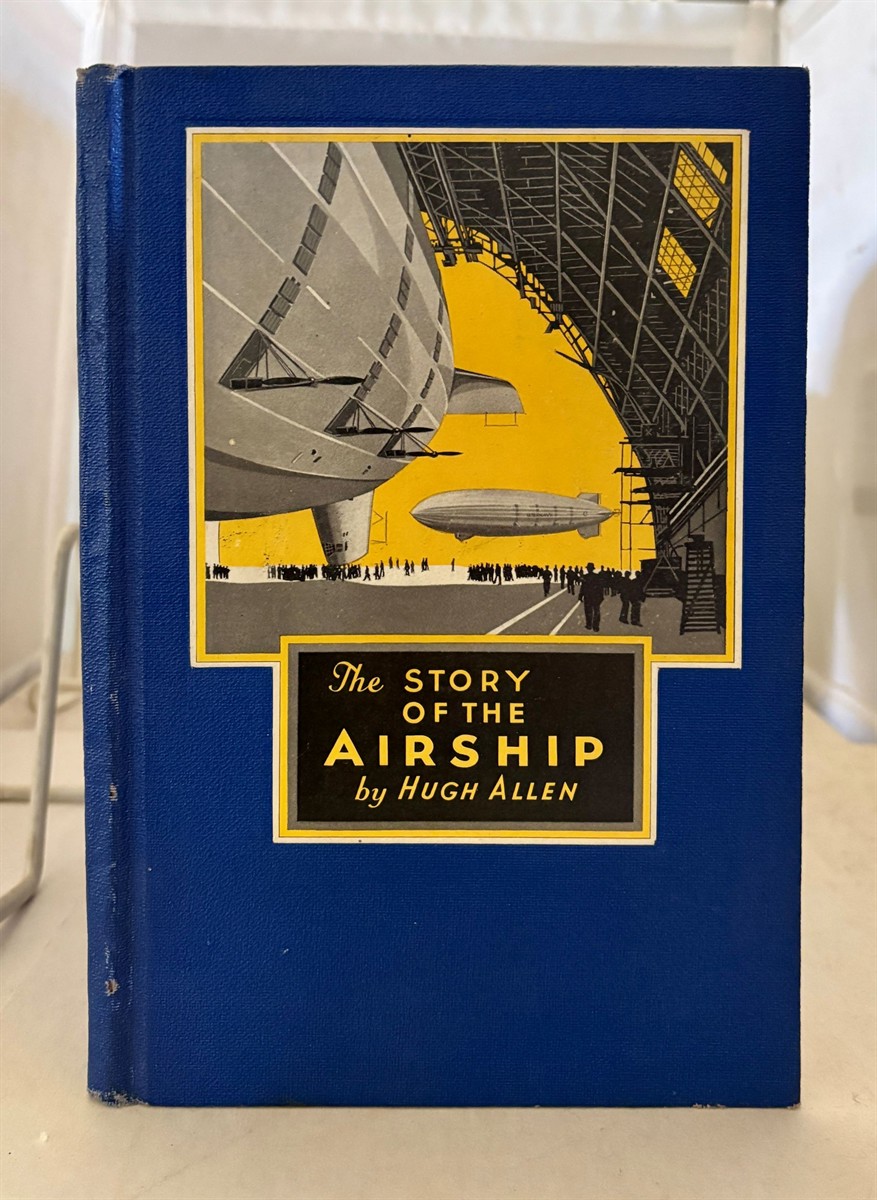 The STORY
OF THE
AIRSHIP
by HUGH ALLEN